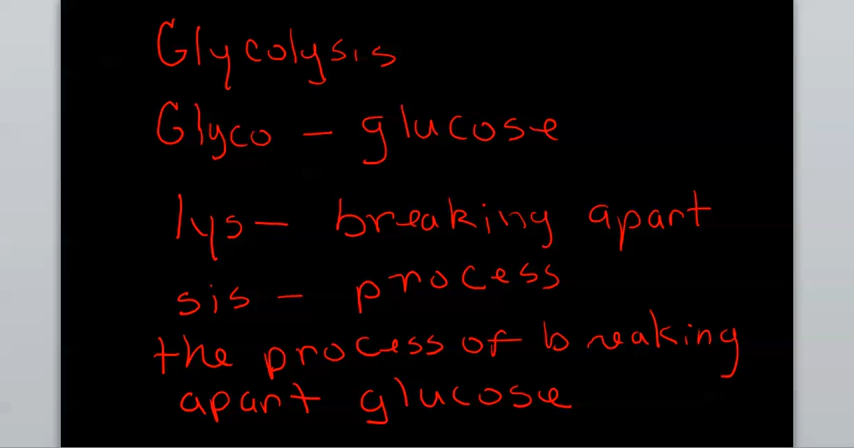 Glycolysis
Glyco - glucose
lys - breaking apart
sis - process
the process of breaking
apart glucose